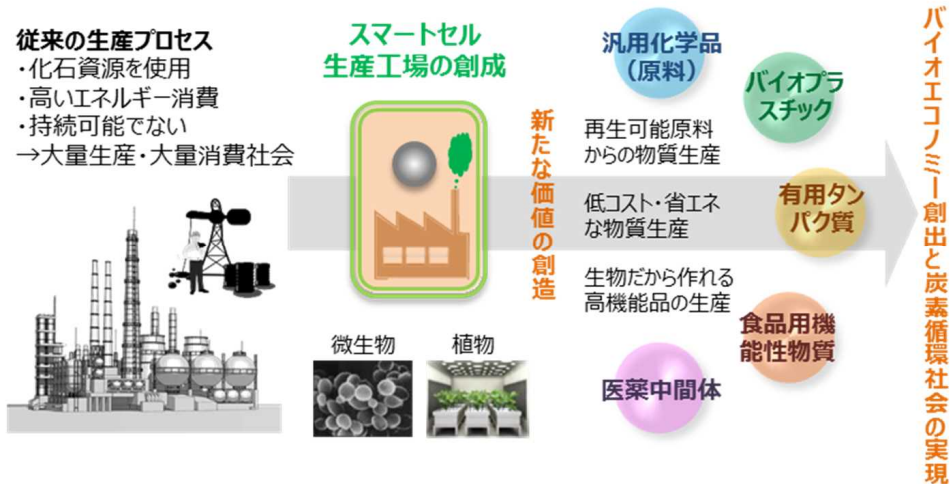 従来の生産プロセス
・化石資源を使用
・高いエネルギー消費
・持続可能でない
→大量生産・大量消費社会
スマートセル
生産工場の創成
微生物
植物
新たな価値の創造
汎用化学品
（原料）
バイオプラ
スチック
再生可能原料
からの物質生産
低コスト・省エネ
な物質生産
有用タン
パク質
生物だから作れる
高機能品の生産
食品用機
能性物質
医薬中間体
バイオエコノミー創出と炭素循環社会の実現